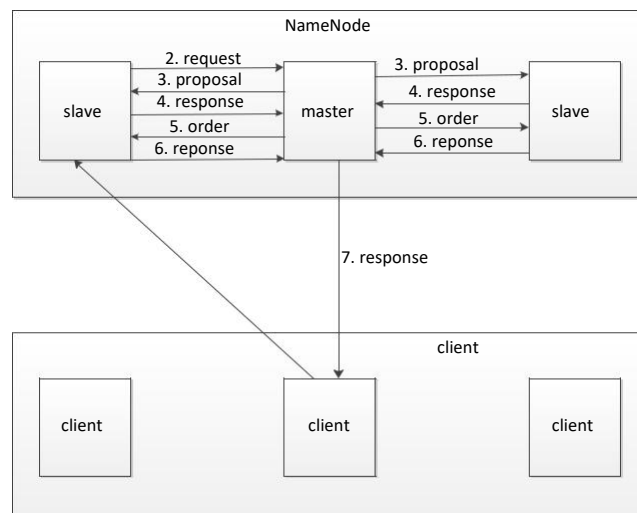 NameNode
2. request
3. proposal
3. proposal
4. response
4. response
slave
master
slave
5. order
5. order
6. reponse
6. reponse
7. response
client
client
client
client